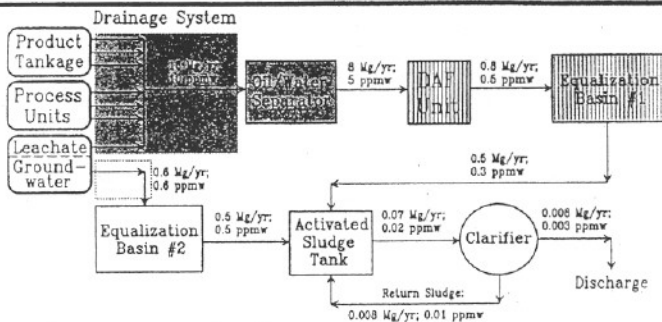 Drainage System
Product
Tankage
Process
Units
Leachate
Ground-
water
Oil/Water
Separator
8 Mg/yr;
5 ppmw
DAF
Unit
0.8 Mg/yr;
0.5 ppmw
Equalization
Basin #1
0.6 Mg/yr;
0.6 ppmw
0.5 Mg/yr;
0.3 ppmw
Equalization
Basin #2
0.5 Mg/yr;
0.5 ppmw
Activated
Sludge
Tank
0.07 Mg/yr;
0.02 ppmw
Clarifier
0.006 Mg/yr;
0.003 ppmw
Discharge
Return Sludge:
0.008 Mg/yr; 0.01 ppmw